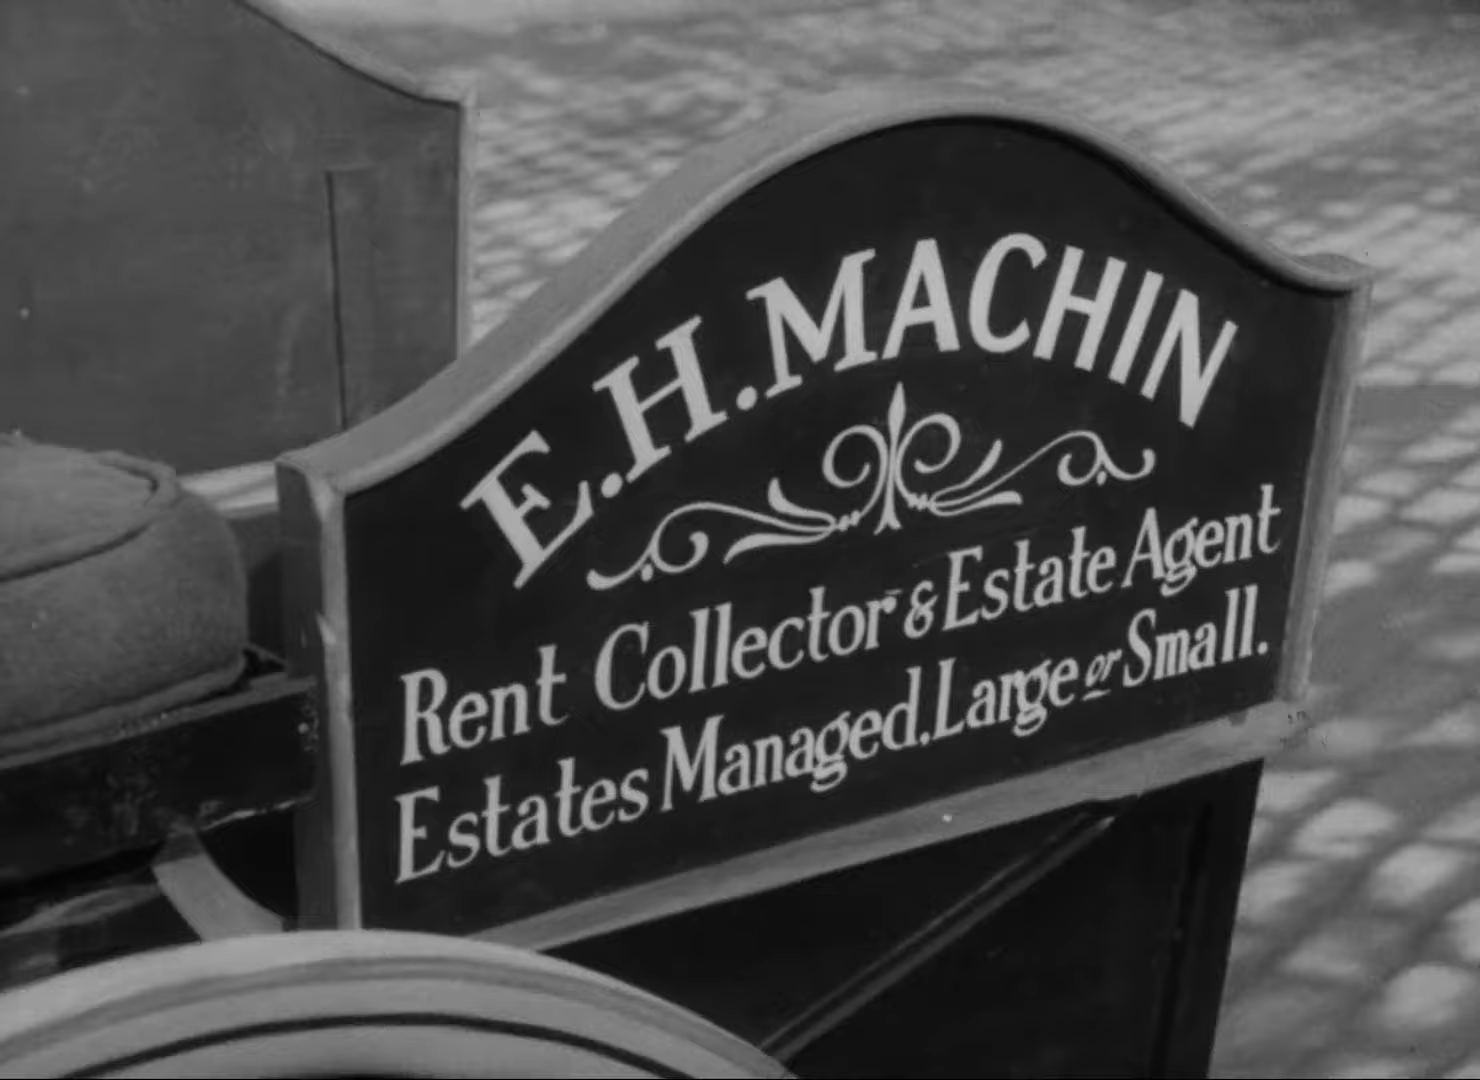 E.H.MACHIN
Rent Collector & Estate Agent
Estates Managed. Large or Small.